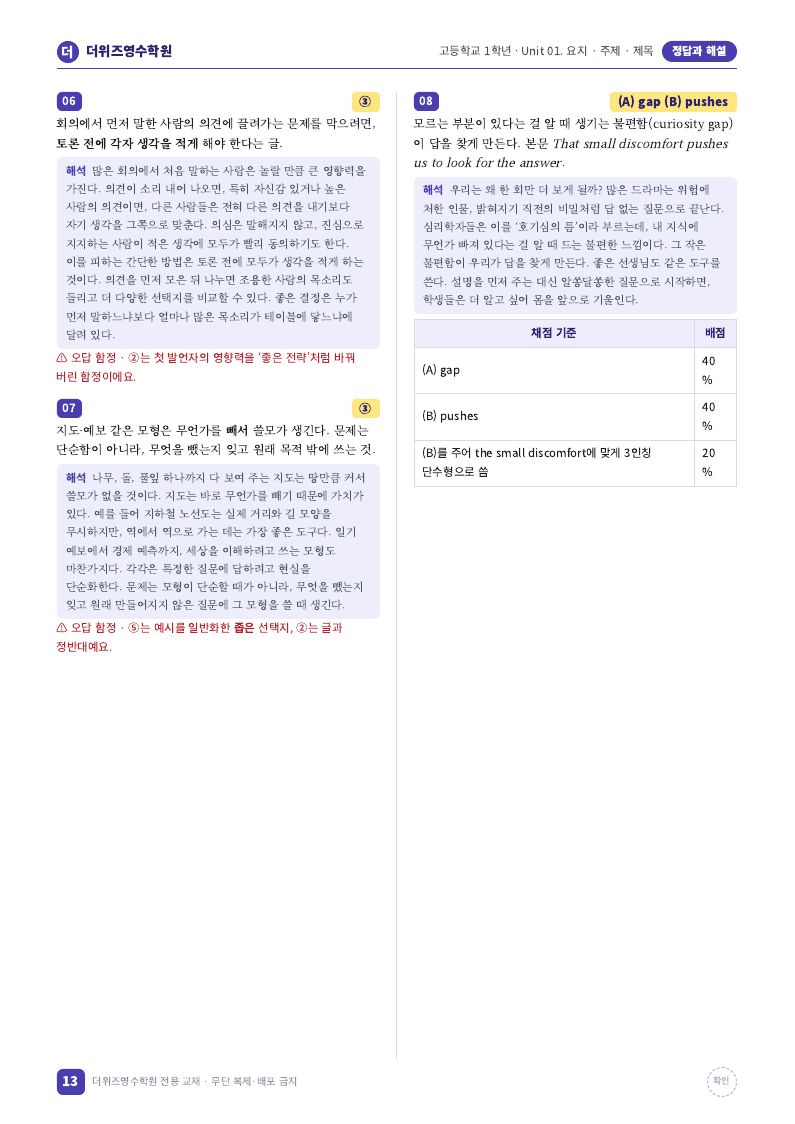 더 더위즈영수학원
고등학교 1학년 · Unit 01. 요지 · 주제 · 제목 정답과 해설
06 ③
회의에서 먼저 말한 사람의 의견에 끌려가는 문제를 막으려면,
토론 전에 각자 생각을 적게 해야 한다는 글.
해석 많은 회의에서 처음 말하는 사람은 놀랄 만큼 큰 영향력을
가진다. 의견이 소리 내어 나오면, 특히 자신감 있거나 높은
사람의 의견이면, 다른 사람들은 전혀 다른 의견을 내기보다
자기 생각을 그쪽으로 맞춘다. 의심은 말해지지 않고, 진심으로
지지하는 사람이 적은 생각에 모두가 빨리 동의하기도 한다.
이를 피하는 간단한 방법은 토론 전에 모두가 생각을 적게 하는
것이다. 의견을 먼저 모은 뒤 나누면 조용한 사람의 목소리도
들리고 더 다양한 선택지를 비교할 수 있다. 좋은 결정은 누가
먼저 말하느냐보다 얼마나 많은 목소리가 테이블에 닿느냐에
달려 있다.
⚠ 오답 함정 · ②는 첫 발언자의 영향력을 ‘좋은 전략’처럼 바꿔
버린 함정이에요.
07 ③
지도·예보 같은 모형은 무언가를 빼서 쓸모가 생긴다. 문제는
단순함이 아니라, 무엇을 뺐는지 잊고 원래 목적 밖에 쓰는 것.
해석 나무, 돌, 풀잎 하나까지 다 보여 주는 지도는 땅만큼 커서
쓸모가 없을 것이다. 지도는 바로 무언가를 빼기 때문에 가치가
있다. 예를 들어 지하철 노선도는 실제 거리와 길 모양을
무시하지만, 역에서 역으로 가는 데는 가장 좋은 도구다. 일기
예보에서 경제 예측까지, 세상을 이해하려고 쓰는 모형도
마찬가지다. 각각은 특정한 질문에 답하려고 현실을
단순화한다. 문제는 모형이 단순할 때가 아니라, 무엇을 뺐는지
잊고 원래 만들어지지 않은 질문에 그 모형을 쓸 때 생긴다.
⚠ 오답 함정 · ⑤는 예시를 일반화한 좁은 선택지, ②는 글과
정반대예요.
08 (A) gap (B) pushes
모르는 부분이 있다는 걸 알 때 생기는 불편함(curiosity gap)
이 답을 찾게 만든다. 본문 That small discomfort pushes
us to look for the answer.
해석 우리는 왜 한 회만 더 보게 될까? 많은 드라마는 위험에
처한 인물, 밝혀지기 직전의 비밀처럼 답 없는 질문으로 끝난다.
심리학자들은 이를 ‘호기심의 틈’이라 부르는데, 내 지식에
무언가 빠져 있다는 걸 알 때 드는 불편한 느낌이다. 그 작은
불편함이 우리가 답을 찾게 만든다. 좋은 선생님도 같은 도구를
쓴다. 설명을 먼저 주는 대신 알쏭달쏭한 질문으로 시작하면,
학생들은 더 알고 싶어 몸을 앞으로 기울인다.
채점 기준 배점
(A) gap 40
%
(B) pushes 40
%
(B)를 주어 the small discomfort에 맞게 3인칭 20
단수형으로 씀 %
13 더위즈영수학원 전용 교재 · 무단 복제·배포 금지
확인